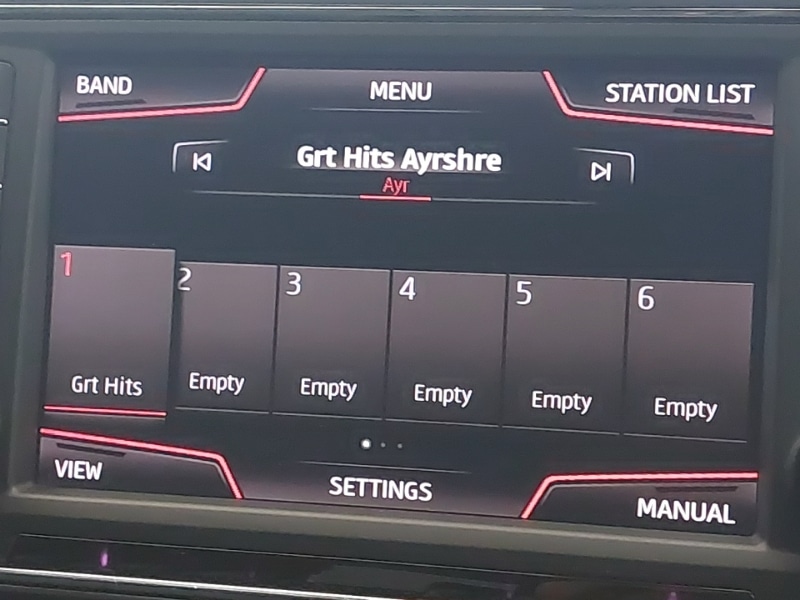 BAND MENU STATION LIST
Grt Hits Ayrshre
Ayr
1 2 3 4 5 6
Grt Hits Empty Empty Empty Empty Empty
VIEW SETTINGS MANUAL